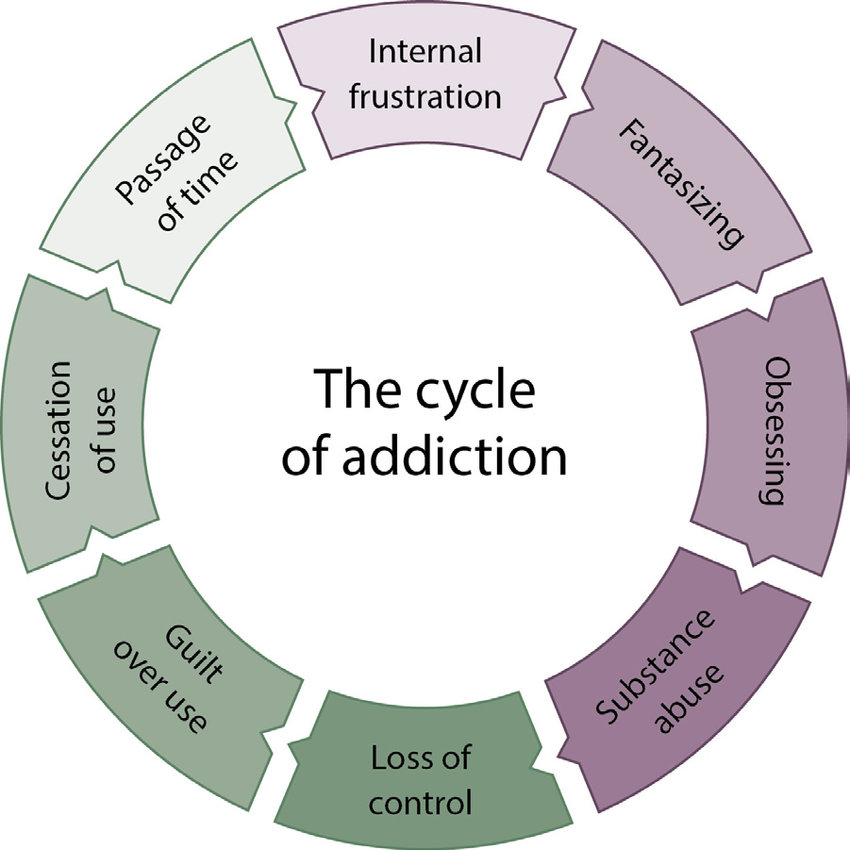 Internal
frustration
Fantasizing
Obsessing
Substance
abuse
Loss of
control
Guilt
over use
Cessation
of use
Passage
of time
The cycle
of addiction